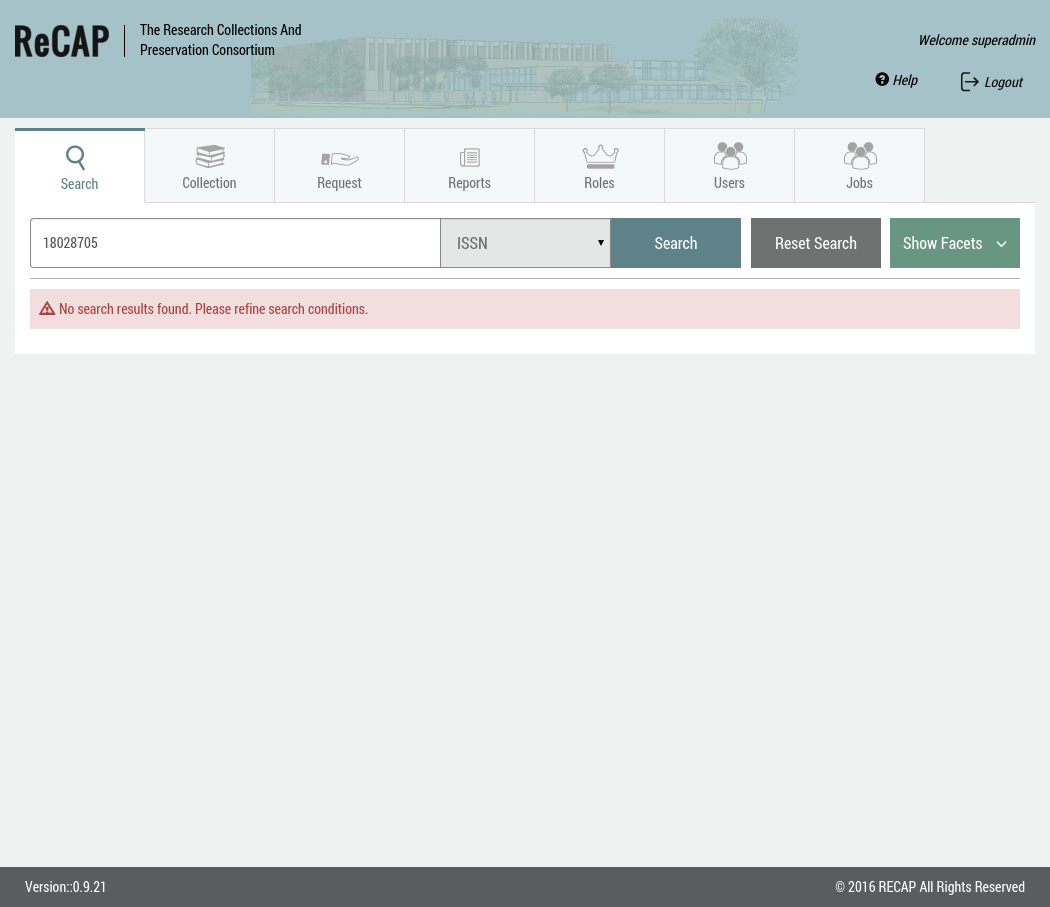 ReCAP
The Research Collections And
Preservation Consortium
Welcome superadmin
Help
Logout
Search
Collection
Request
Reports
Roles
Users
Jobs
18028705
ISSN
Search
Reset Search
Show Facets
No search results found. Please refine search conditions.
Version::0.9.21
© 2016 RECAP All Rights Reserved